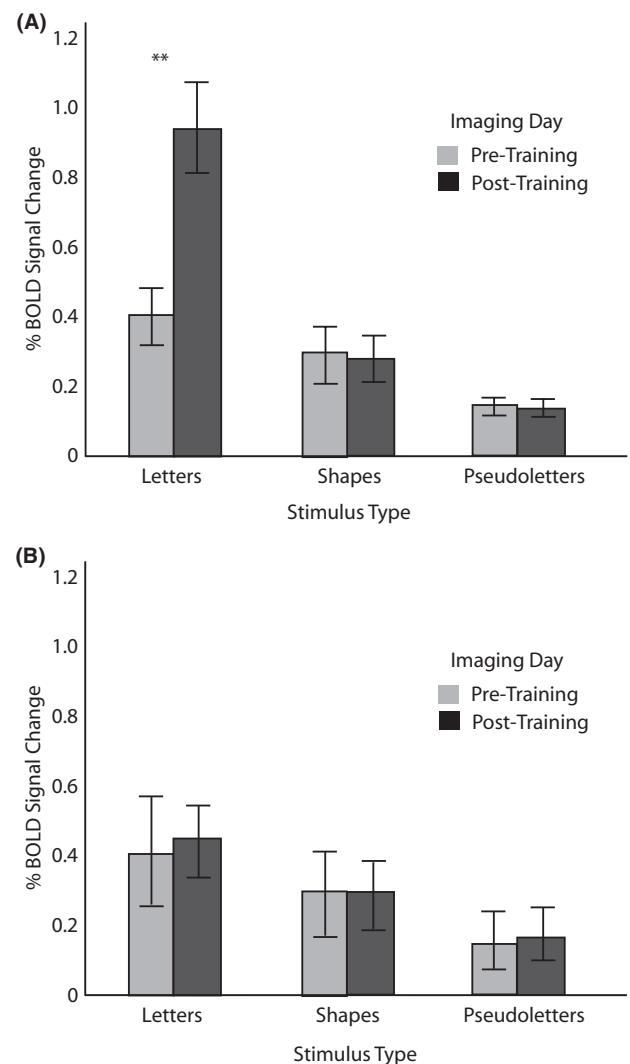 (A)
1.2
**
1.0
Imaging Day
Pre-Training
0.8
Post-Training
% BOLD Signal Change
0.6
0.4
0.2
0
Letters Shapes Pseudoletters
Stimulus Type
(B)
1.2
1.0
Imaging Day
Pre-Training
0.8
Post-Training
% BOLD Signal Change
0.6
0.4
0.2
0
Letters Shapes Pseudoletters
Stimulus Type